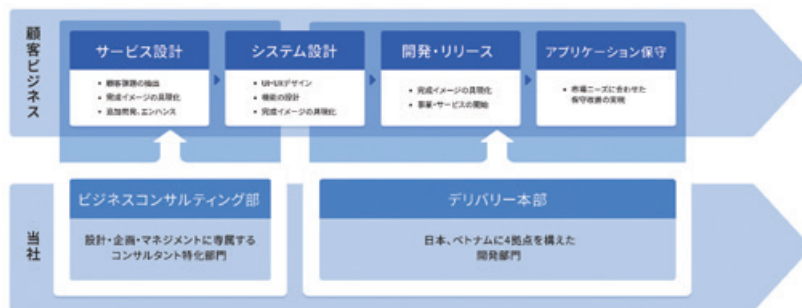 顧客ビジネス
サービス設計
• 顧客課題の抽出
• 完成イメージの具現化
• 追加開発、エンハンス
システム設計
• UI・UXデザイン
• 機能の設計
• 完成イメージの具現化
開発・リリース
• 完成イメージの具現化
• 事業・サービスの開始
アプリケーション保守
• 市場ニーズに合わせた
保守改善の実現
当社
ビジネスコンサルティング部
設計・企画・マネジメントに専属する
コンサルタント特化部門
デリバリー本部
日本、ベトナムに4拠点を構えた
開発部門